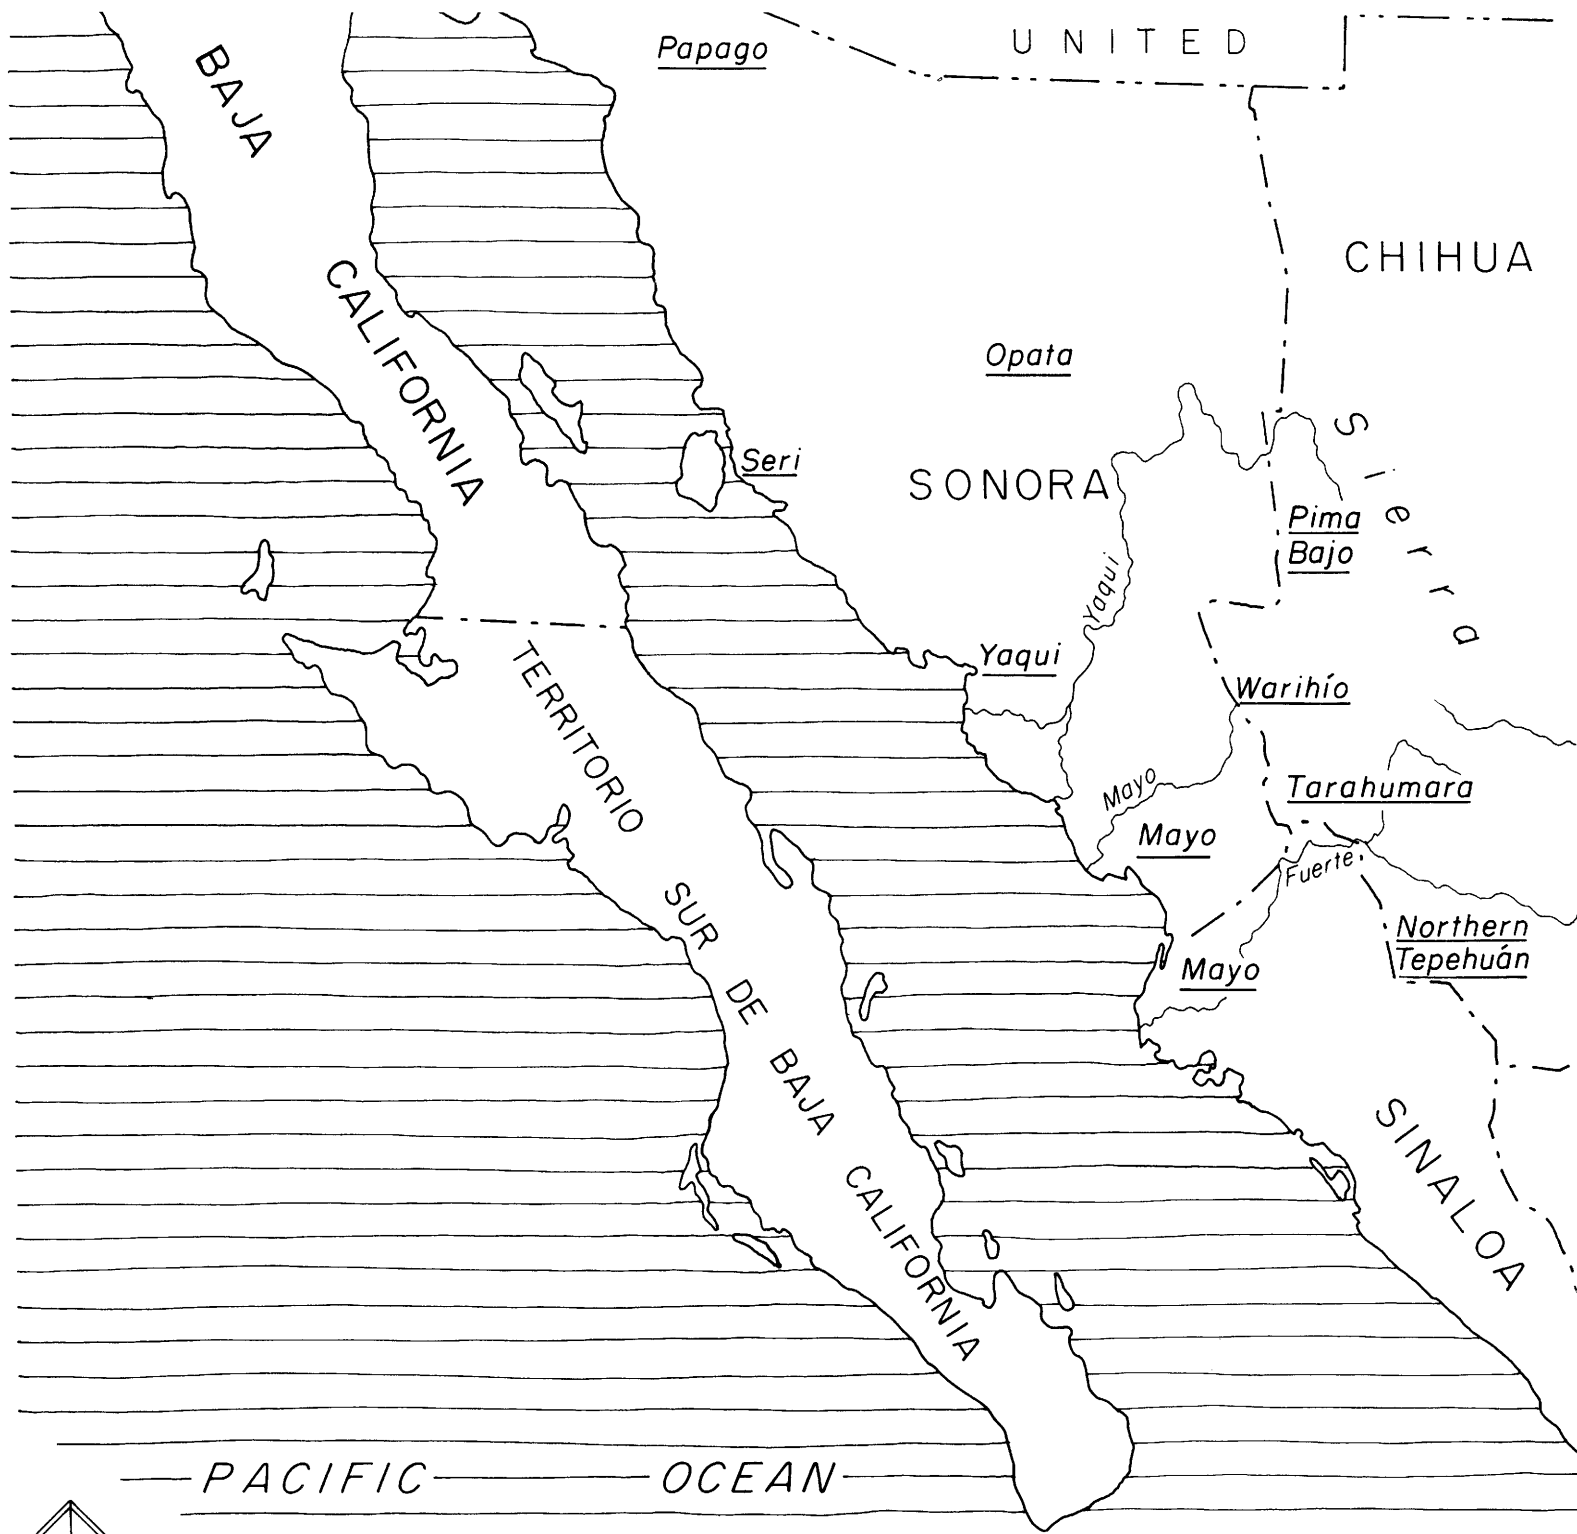 UNITED
Papago
BAJA
CALIFORNIA
CHIHUA
Opata
Sierra
Seri
SONORA
Pima
Bajo
Yaqui
Yaqui
Warihío
TERRITORIO
SUR
DE
BAJA
CALIFORNIA
Mayo
Tarahumara
Mayo
Fuerte
Northern
Tepehuán
Mayo
SINALOA
PACIFIC OCEAN